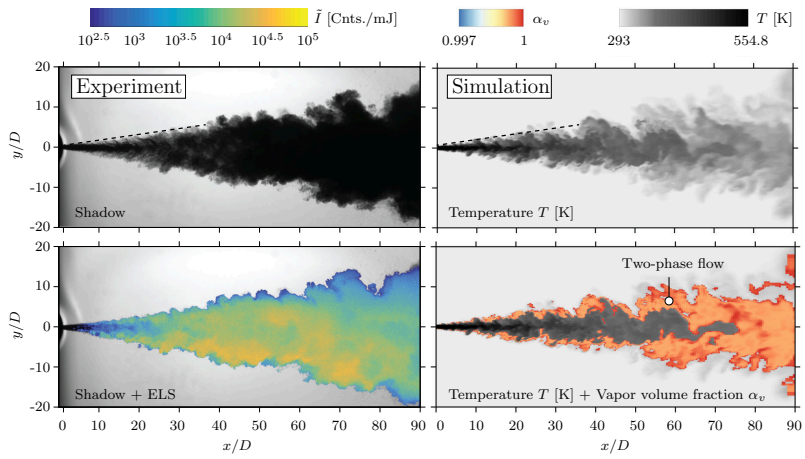 Ĩ [Cnts./mJ]
10^2.5 10^3 10^3.5 10^4 10^4.5 10^5
α_v
0.997 1
T [K]
293 554.8
20
10
0
-10
-20
y/D
Experiment
Shadow
Simulation
Temperature T [K]
20
10
0
-10
-20
y/D
Shadow + ELS
Two-phase flow
Temperature T [K] + Vapor volume fraction α_v
0 10 20 30 40 50 60 70 80 90
x/D
0 10 20 30 40 50 60 70 80 90
x/D